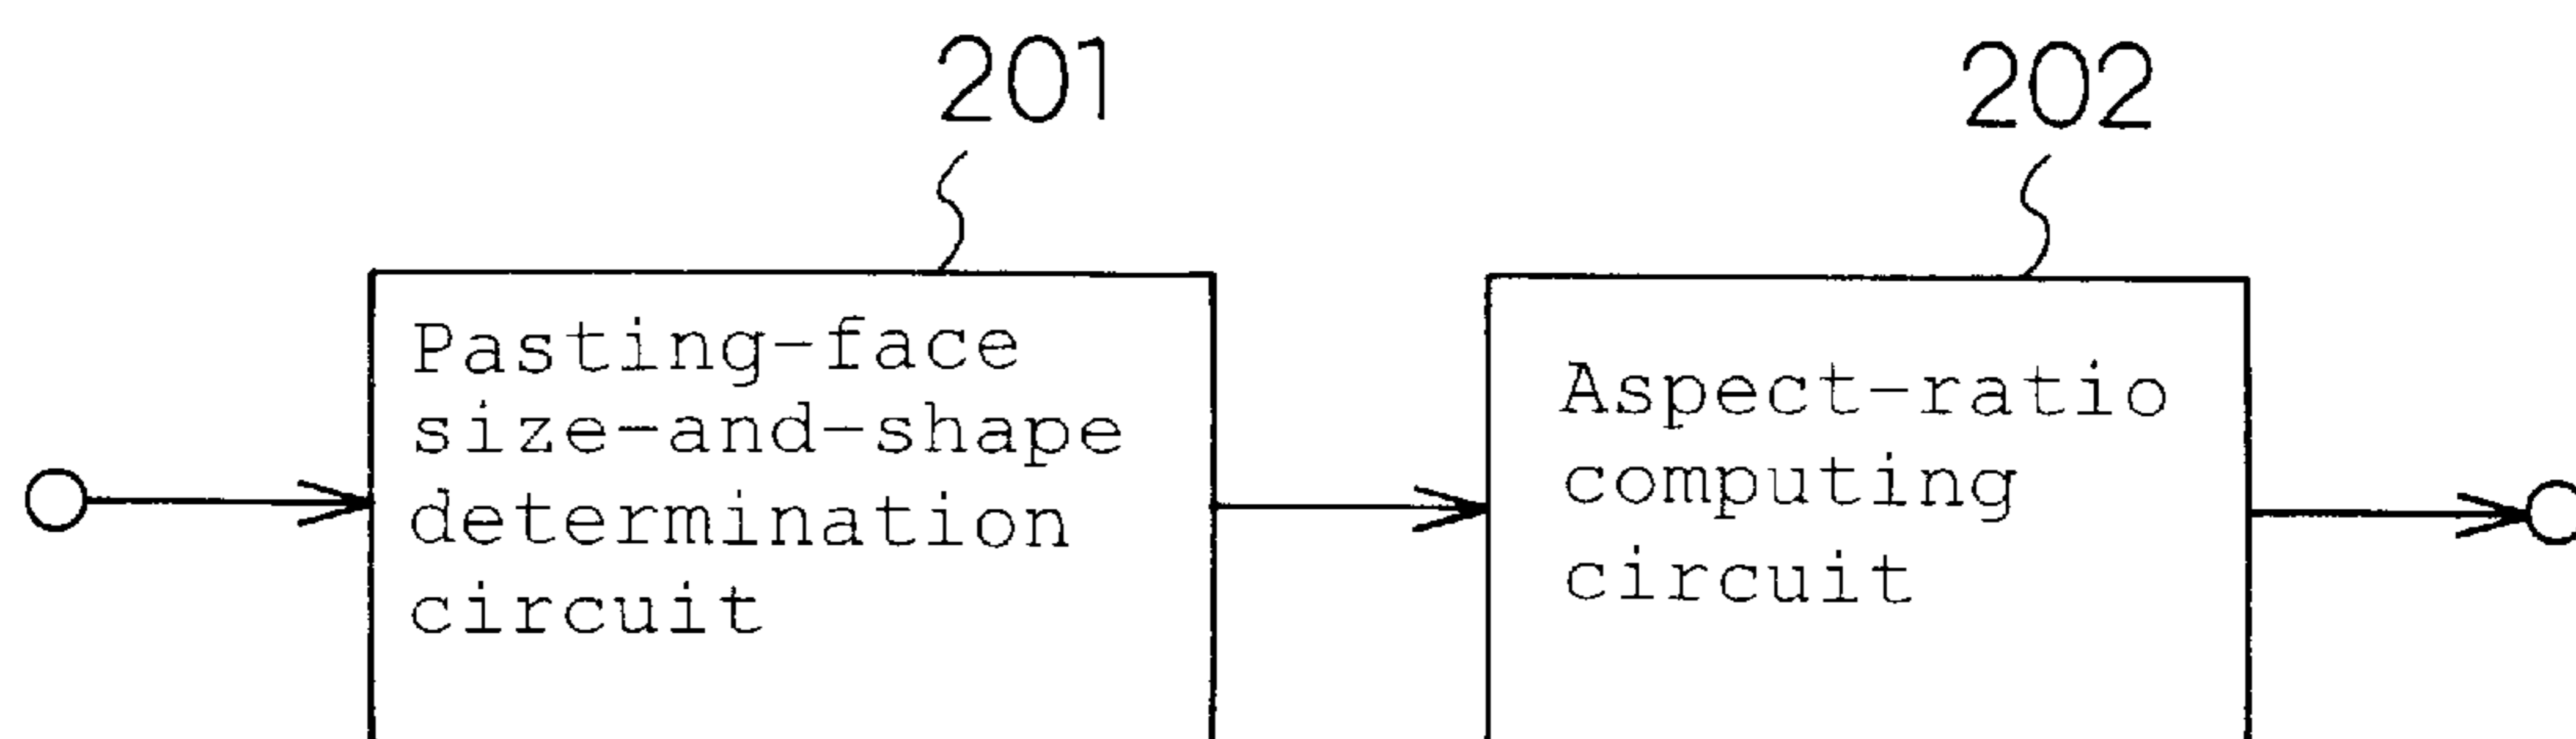 201
202
Pasting-face
size-and-shape
determination
circuit
Aspect-ratio
computing
circuit